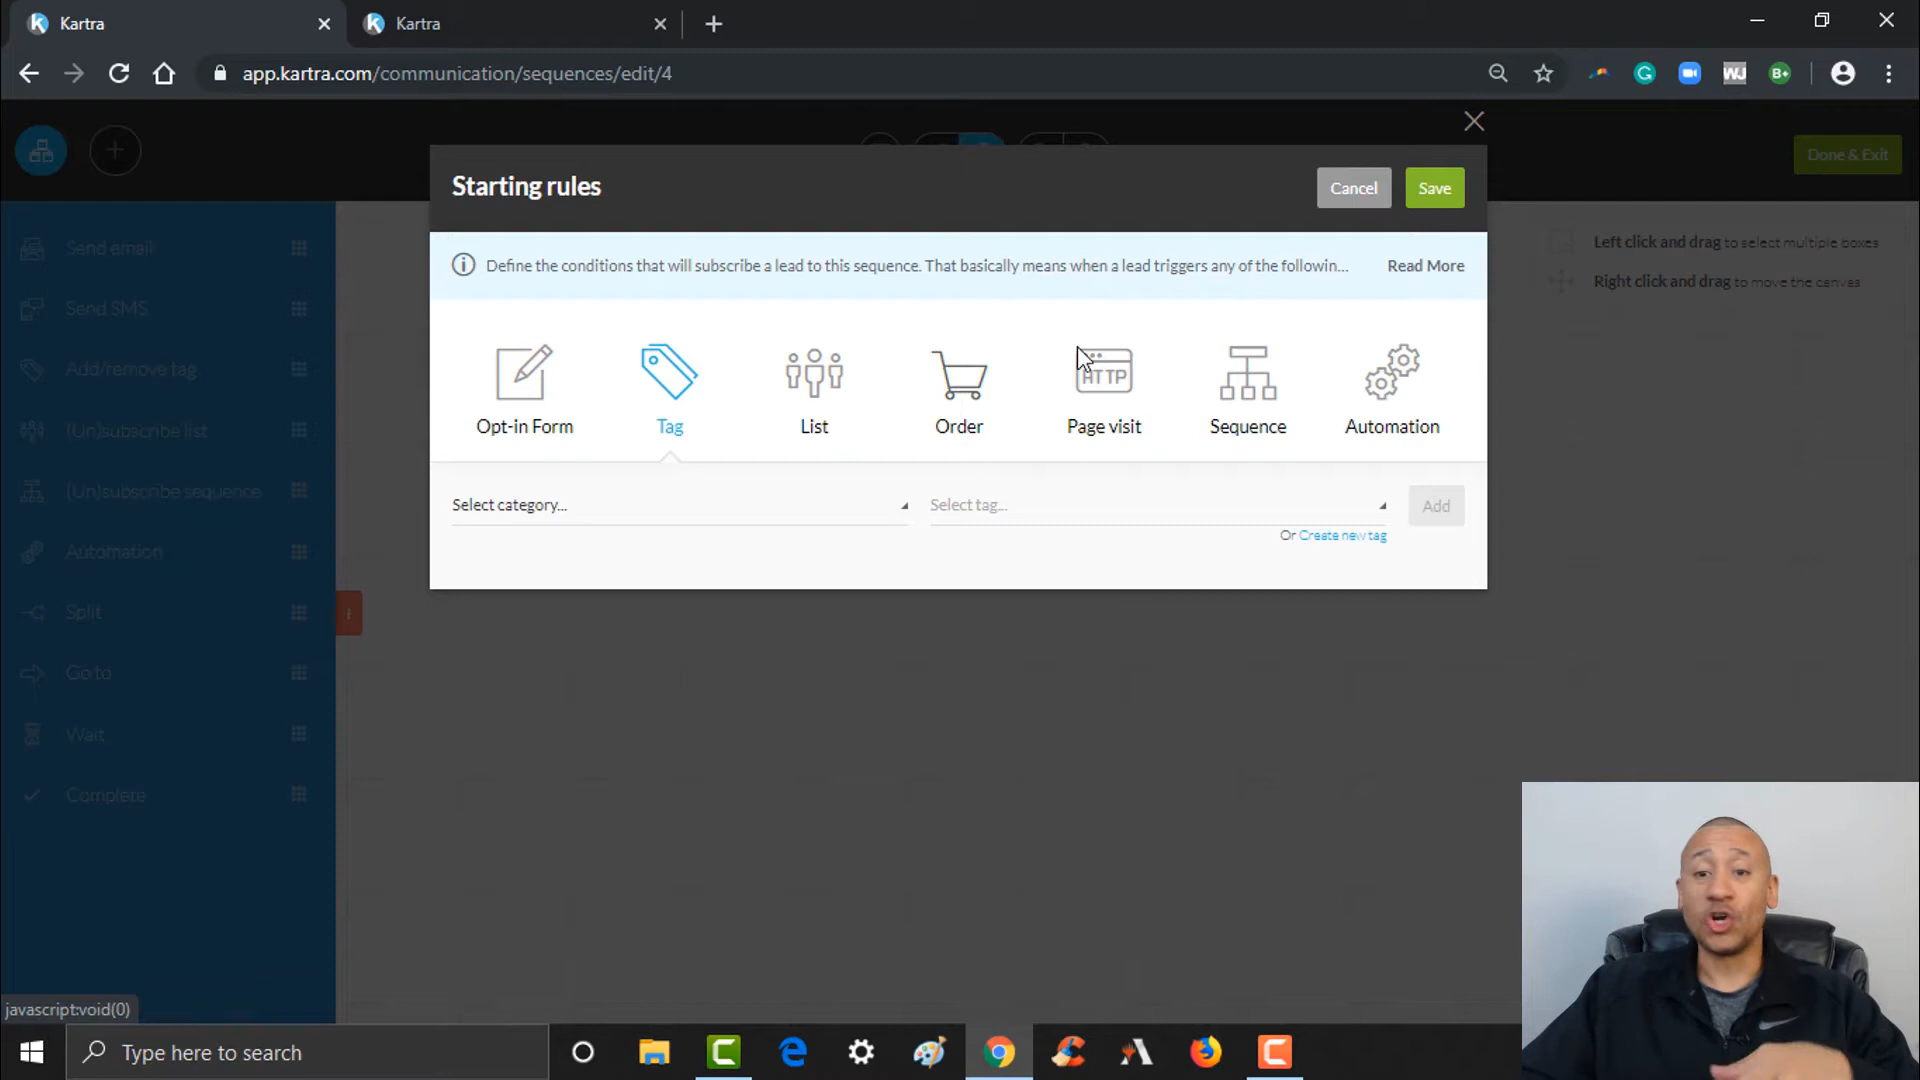 Kartra
Kartra
app.kartra.com/communication/sequences/edit/4
WJ
B+
Done & Exit
Starting rules
Cancel
Save
Define the conditions that will subscribe a lead to this sequence. That basically means when a lead triggers any of the followin...
Read More
HTTP
Opt-in Form
Tag
List
Order
Page visit
Sequence
Automation
Select category...
Select tag...
Add
Or Create new tag
Send email
Send SMS
Add/remove tag
(Un)subscribe list
(Un)subscribe sequence
Automation
Split
Go to
Wait
Complete
Left click and drag to select multiple boxes
Right click and drag to move the canvas
javascript:void(0)
Type here to search